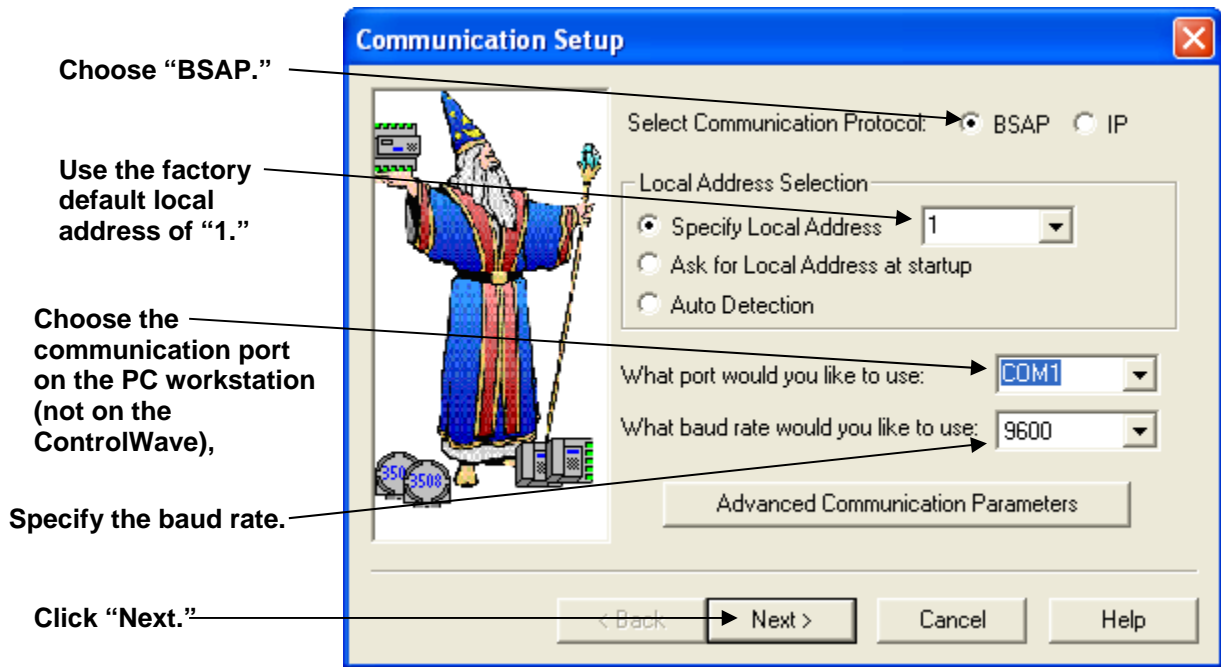 Communication Setup
Choose “BSAP.”
Select Communication Protocol:
BSAP
IP
Use the factory
default local
address of “1.”
Local Address Selection
Specify Local Address
1
Ask for Local Address at startup
Auto Detection
Choose the
communication port
on the PC workstation
(not on the
ControlWave),
What port would you like to use:
COM1
What baud rate would you like to use:
9600
350
3508
Specify the baud rate.
Advanced Communication Parameters
Click “Next.”
< Back
Next >
Cancel
Help